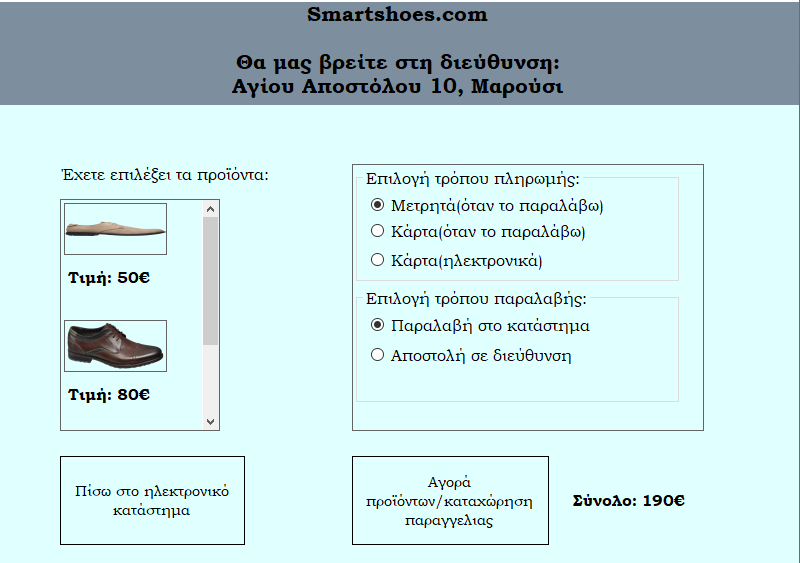 Smartshoes.com
Θα μας βρείτε στη διεύθυνση:
Αγίου Αποστόλου 10, Μαρούσι
Έχετε επιλέξει τα προϊόντα:
Τιμή: 50€
Τιμή: 80€
Επιλογή τρόπου πληρωμής:
Μετρητά(όταν το παραλάβω)
Κάρτα(όταν το παραλάβω)
Κάρτα(ηλεκτρονικά)
Επιλογή τρόπου παραλαβής:
Παραλαβή στο κατάστημα
Αποστολή σε διεύθυνση
Πίσω στο ηλεκτρονικό
κατάστημα
Αγορά
προϊόντων/καταχώρηση
παραγγελιας
Σύνολο: 190€